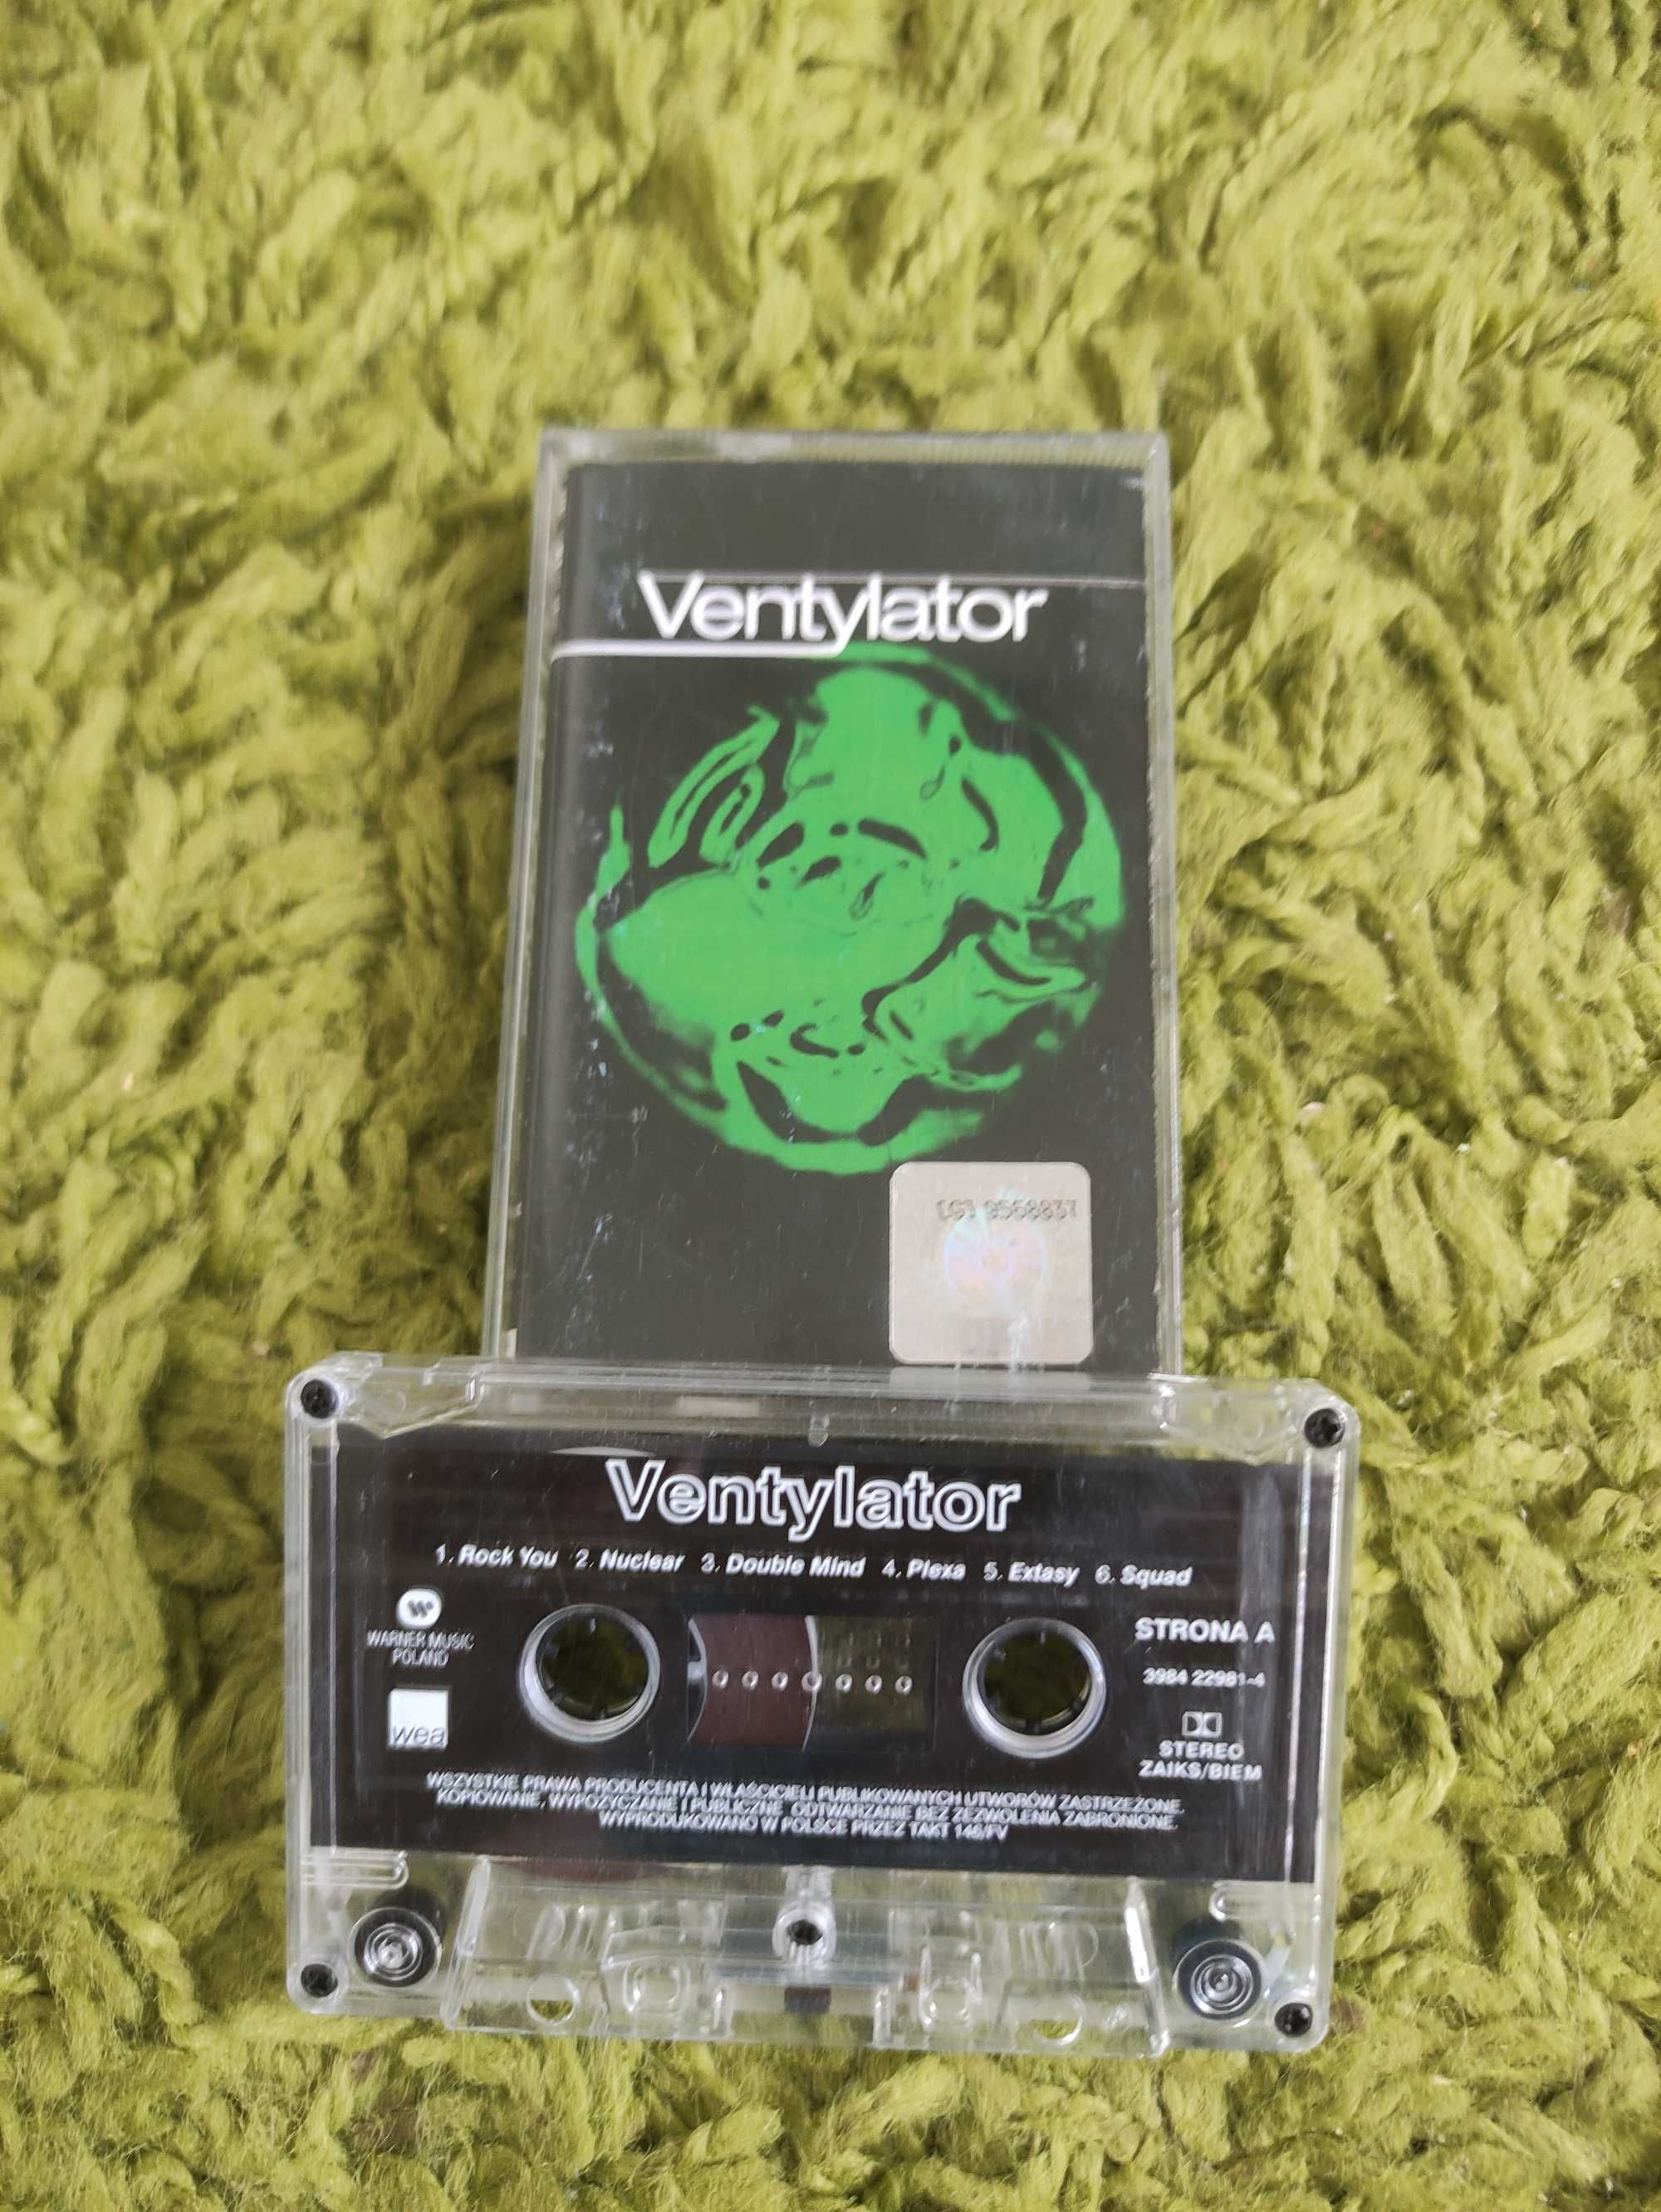 Ventylator
Ventylator
1. Rock You 2. Nuclear 3. Double Mind 4. Plexa 5. Extasy 6. Squad
WARNER MUSIC
POLAND
wea
STRONA A
3984 22981-4
STEREO
ZAIKS/BIEM
WSZYSTKIE PRAWA PRODUCENTA I WŁAŚCICIELI PUBLIKOWANYCH UTWORÓW ZASTRZEŻONE.
KOPIOWANIE, WYPOŻYCZANIE I PUBLICZNE ODTWARZANIE BEZ ZEZWOLENIA ZABRONIONE.
WYPRODUKOWANO W POLSCE PRZEZ TAKT